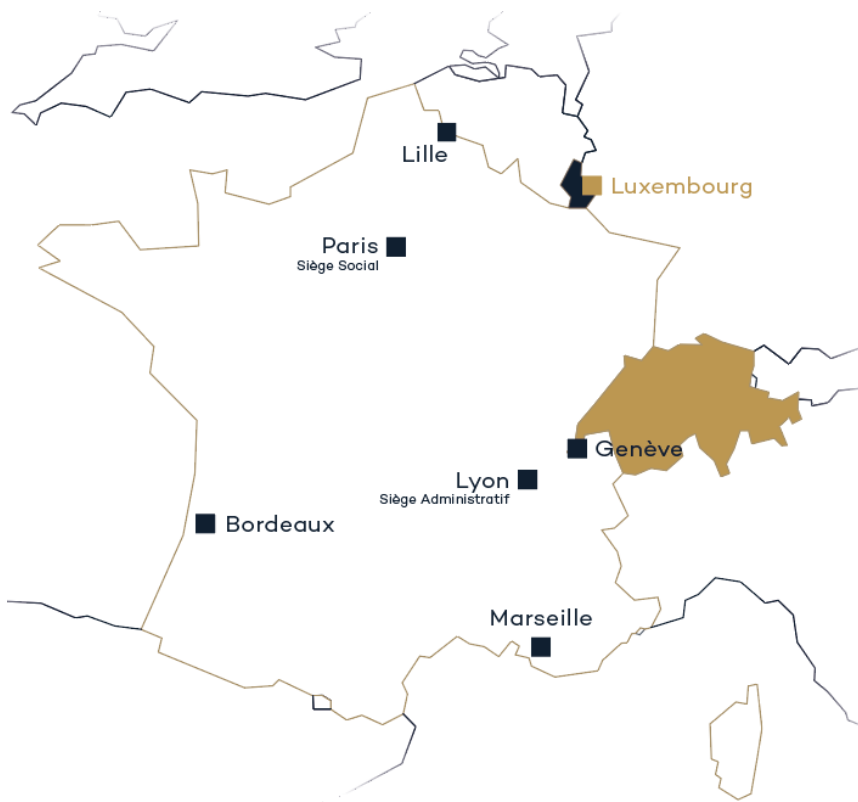 Lille
Luxembourg
Paris
Siège Social
Genève
Lyon
Siège Administratif
Bordeaux
Marseille